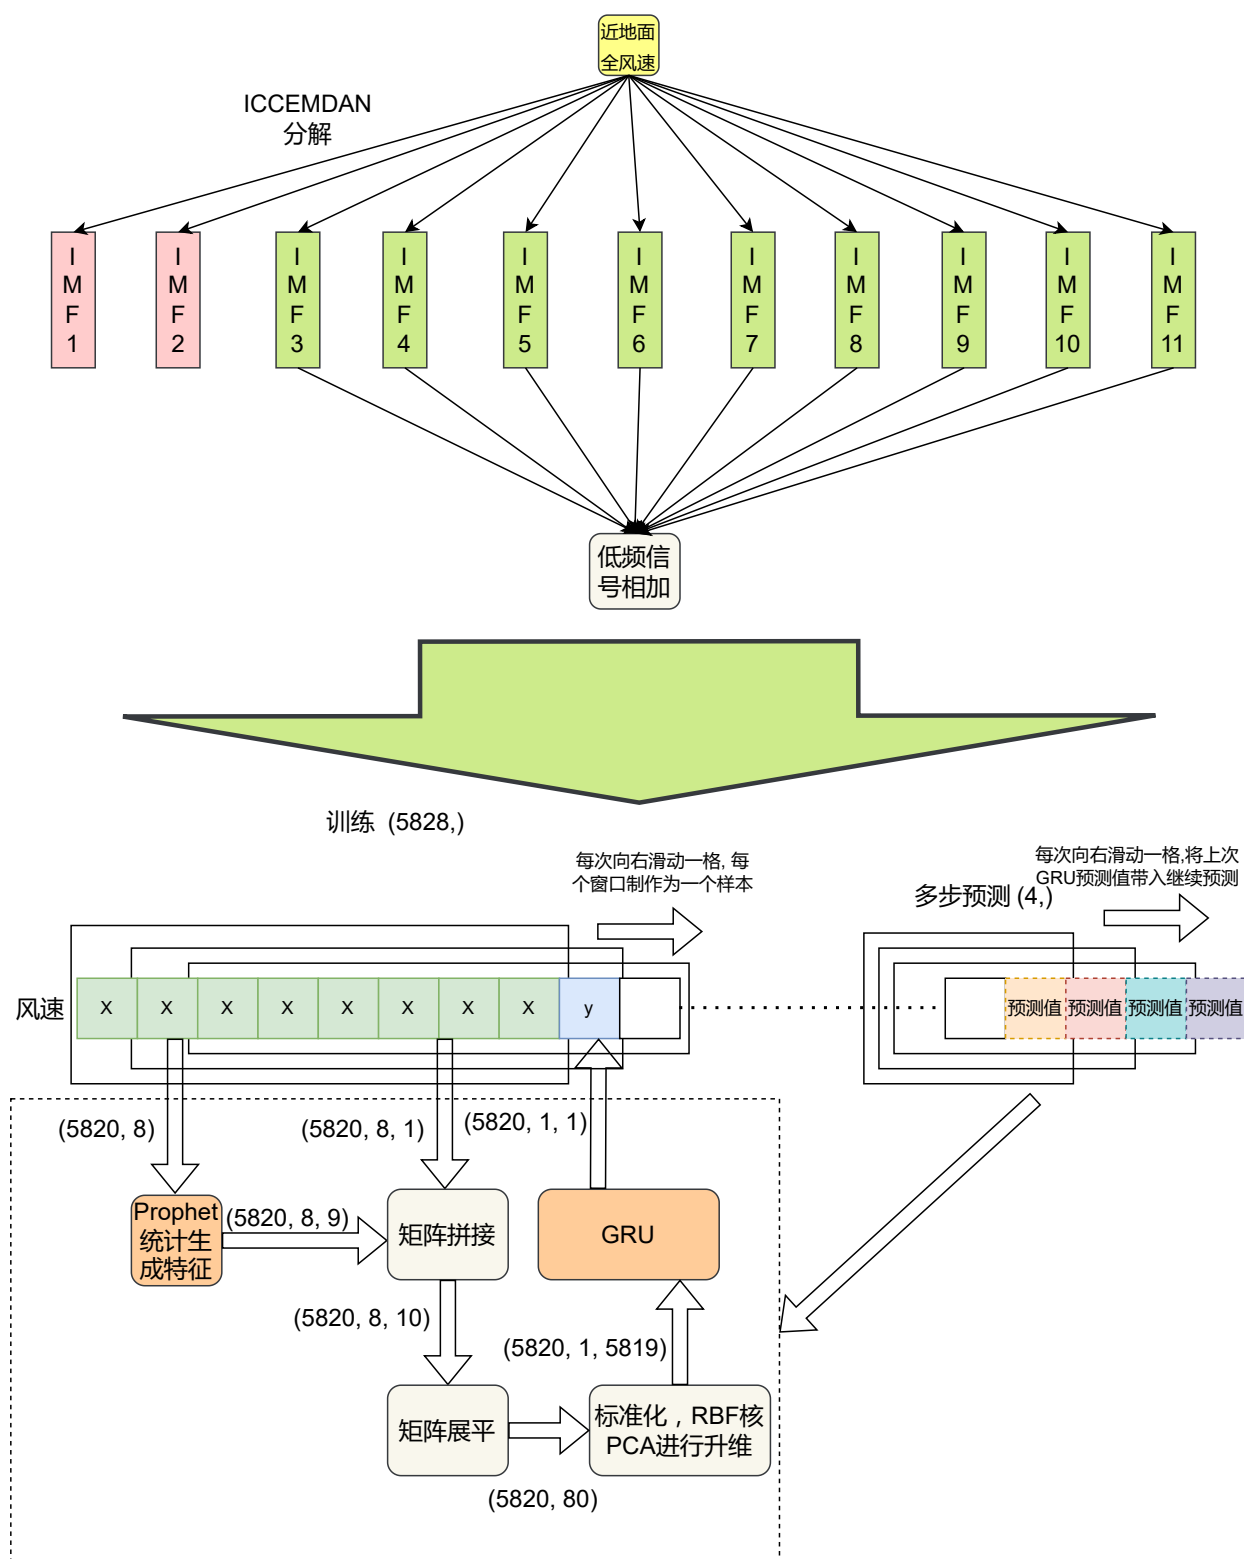 近地面
全风速
ICCEMDAN
分解
I
M
F
1
I
M
F
2
I
M
F
3
I
M
F
4
I
M
F
5
I
M
F
6
I
M
F
7
I
M
F
8
I
M
F
9
I
M
F
10
I
M
F
11
低频信
号相加
训练 (5828,)
每次向右滑动一格, 每
个窗口制作为一个样本
每次向右滑动一格,将上次
GRU预测值带入继续预测
多步预测 (4,)
风速
X X X X X X X X y
预测值 预测值 预测值 预测值
(5820, 8)
(5820, 8, 1)
(5820, 1, 1)
Prophet
统计生
成特征
(5820, 8, 9)
矩阵拼接
GRU
(5820, 8, 10)
(5820, 1, 5819)
矩阵展平
标准化，RBF核
PCA进行升维
(5820, 80)